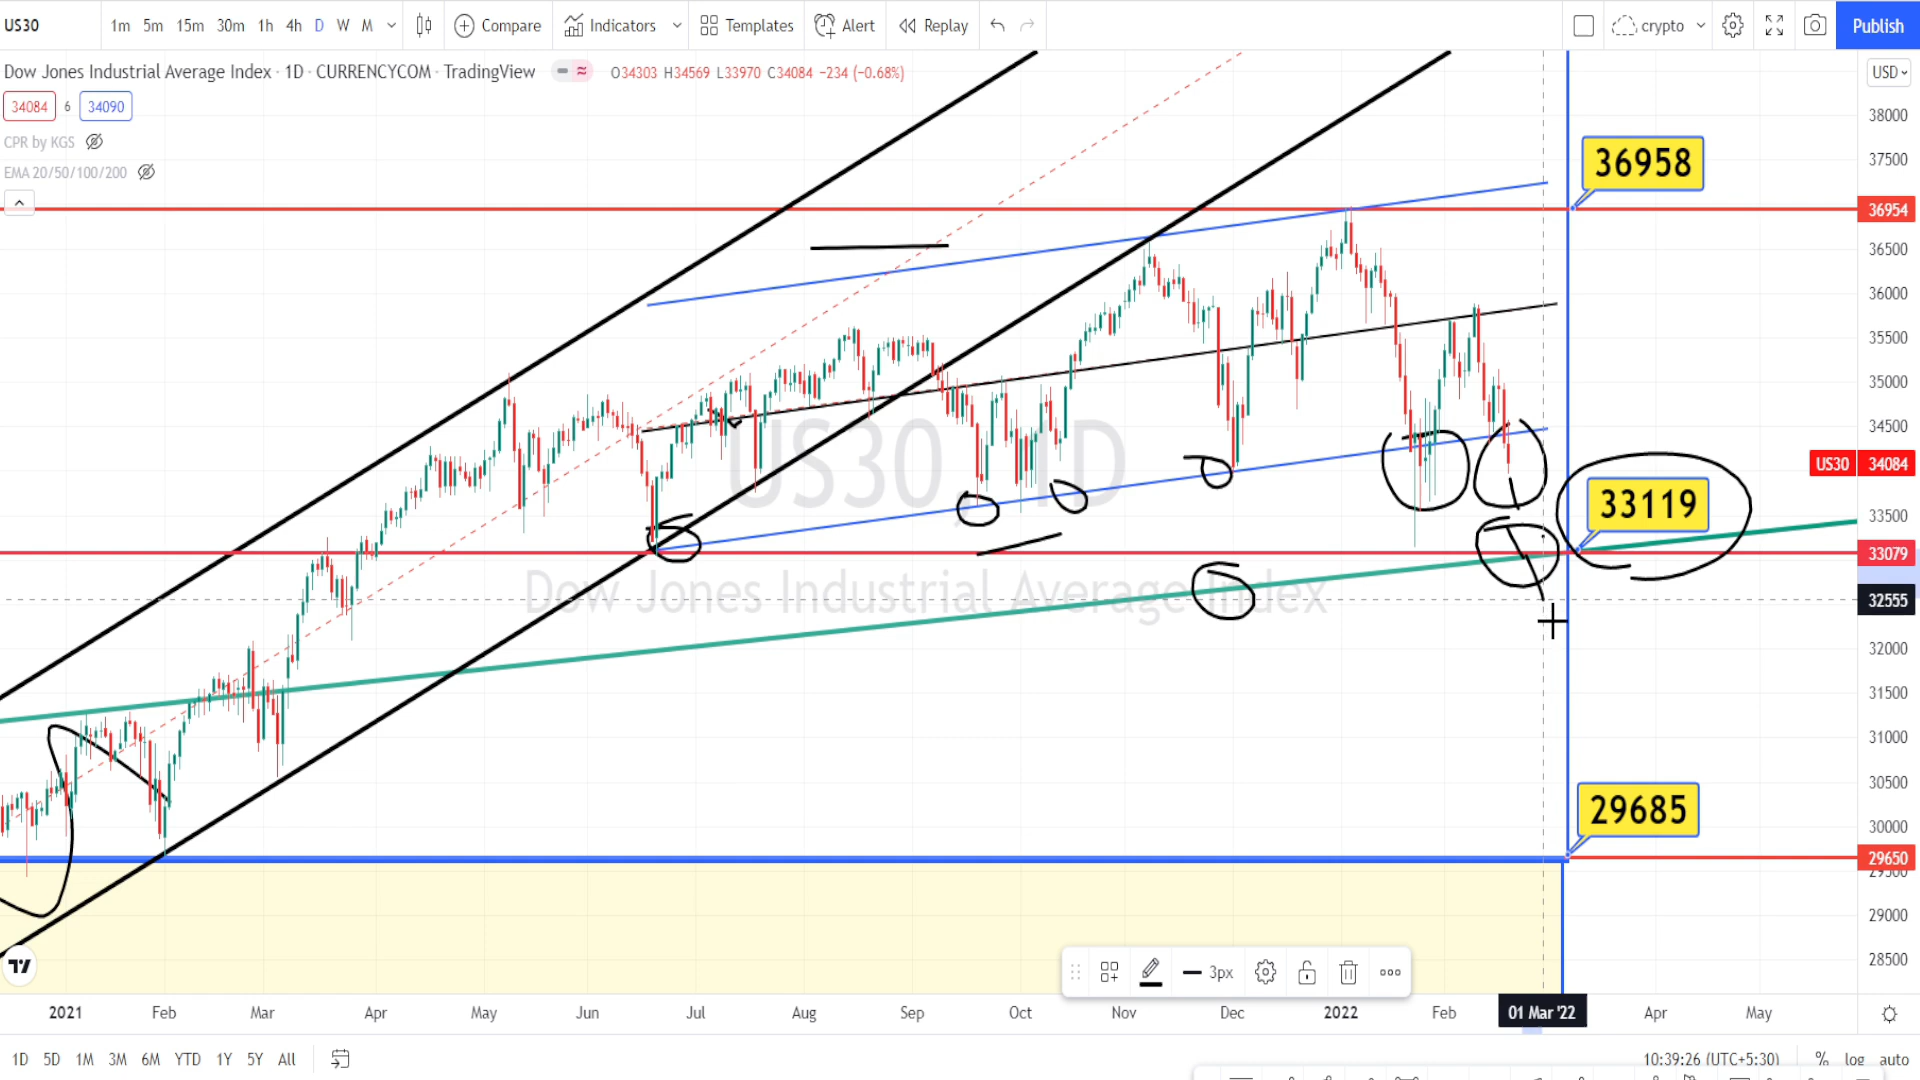 US30 1m 5m 15m 30m 1h 4h D W M Compare Indicators Templates Alert Replay crypto Publish
Dow Jones Industrial Average Index · 1D · CURRENCYCOM · TradingView O34303 H34569 L33970 C34084 −234 (−0.68%) USD
34084 6 34090
CPR by KGS
EMA 20/50/100/200
38000
37500
36958
36954
36500
36000
35500
35000
34500
US30, 1D
US30 34084
33119
33500
33079
Dow Jones Industrial Average Index
32555
32000
31500
31000
30500
29685
30000
29650
29500
29000
28500
3px
2021 Feb Mar Apr May Jun Jul Aug Sep Oct Nov Dec 2022 Feb 01 Mar '22 Apr May
1D 5D 1M 3M 6M YTD 1Y 5Y All 10:39:26 (UTC+5:30) % log auto